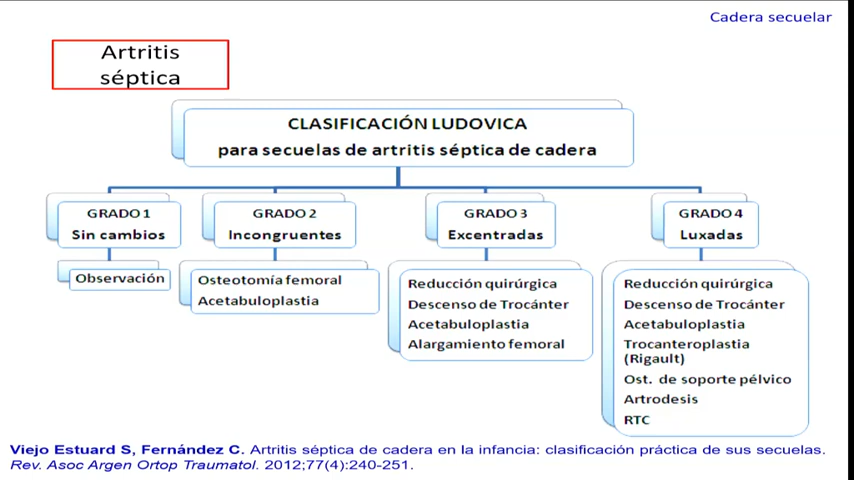 Cadera secuelar
Artritis
séptica
CLASIFICACIÓN LUDOVICA
para secuelas de artritis séptica de cadera
GRADO 1
Sin cambios
Observación
GRADO 2
Incongruentes
Osteotomía femoral
Acetabuloplastia
GRADO 3
Excentradas
Reducción quirúrgica
Descenso de Trocánter
Acetabuloplastia
Alargamiento femoral
GRADO 4
Luxadas
Reducción quirúrgica
Descenso de Trocánter
Acetabuloplastia
Trocanteroplastia
(Rigault)
Ost. de soporte pélvico
Artrodesis
RTC
Viejo Estuard S, Fernández C. Artritis séptica de cadera en la infancia: clasificación práctica de sus secuelas.
Rev. Asoc Argen Ortop Traumatol. 2012;77(4):240-251.